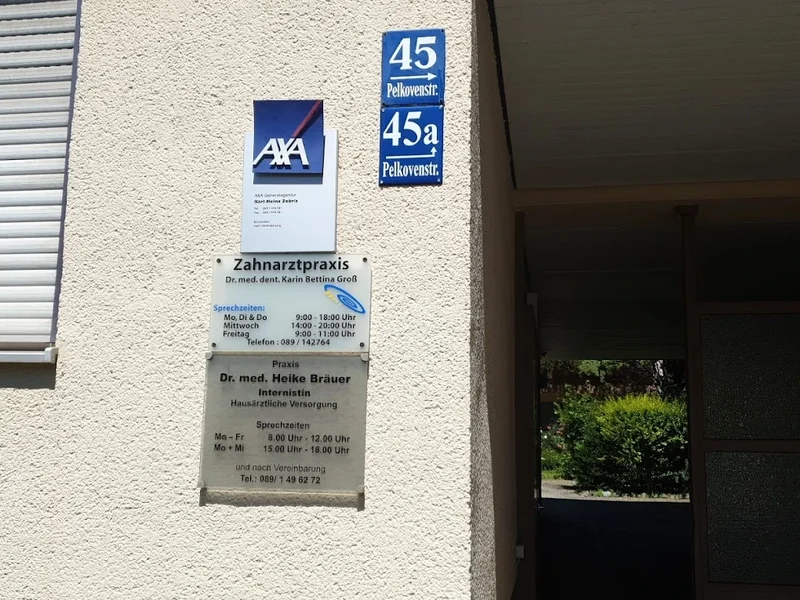 45
Pelkovenstr.
45a
Pelkovenstr.
AXA
AXA Generalagentur
Zahnarztpraxis
Dr. med. dent. Karin Bettina Groß
Sprechzeiten:
Mo, Di & Do 9:00 - 18:00 Uhr
Mittwoch 14:00 - 20:00 Uhr
Freitag 9:00 - 11:00 Uhr
Telefon : 089 / 142764
Praxis
Dr. med. Heike Bräuer
Internistin
Hausärztliche Versorgung
Sprechzeiten
Mo – Fr 8.00 Uhr - 12.00 Uhr
Mo + Mi 15.00 Uhr - 18.00 Uhr
und nach Vereinbarung
Tel.: 089/ 1 49 62 72